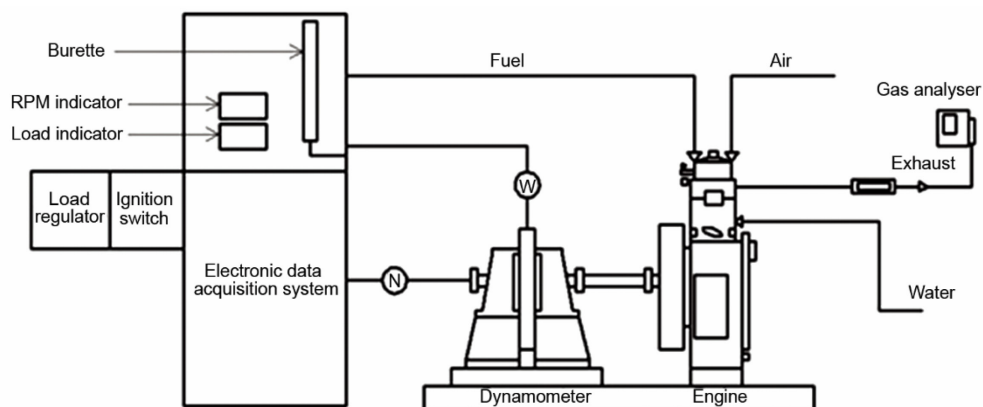 Burette
Fuel
Air
Gas analyser
RPM indicator
Load indicator
Exhaust
W
Load
regulator
Ignition
switch
Electronic data
acquisition system
N
Water
Dynamometer
Engine